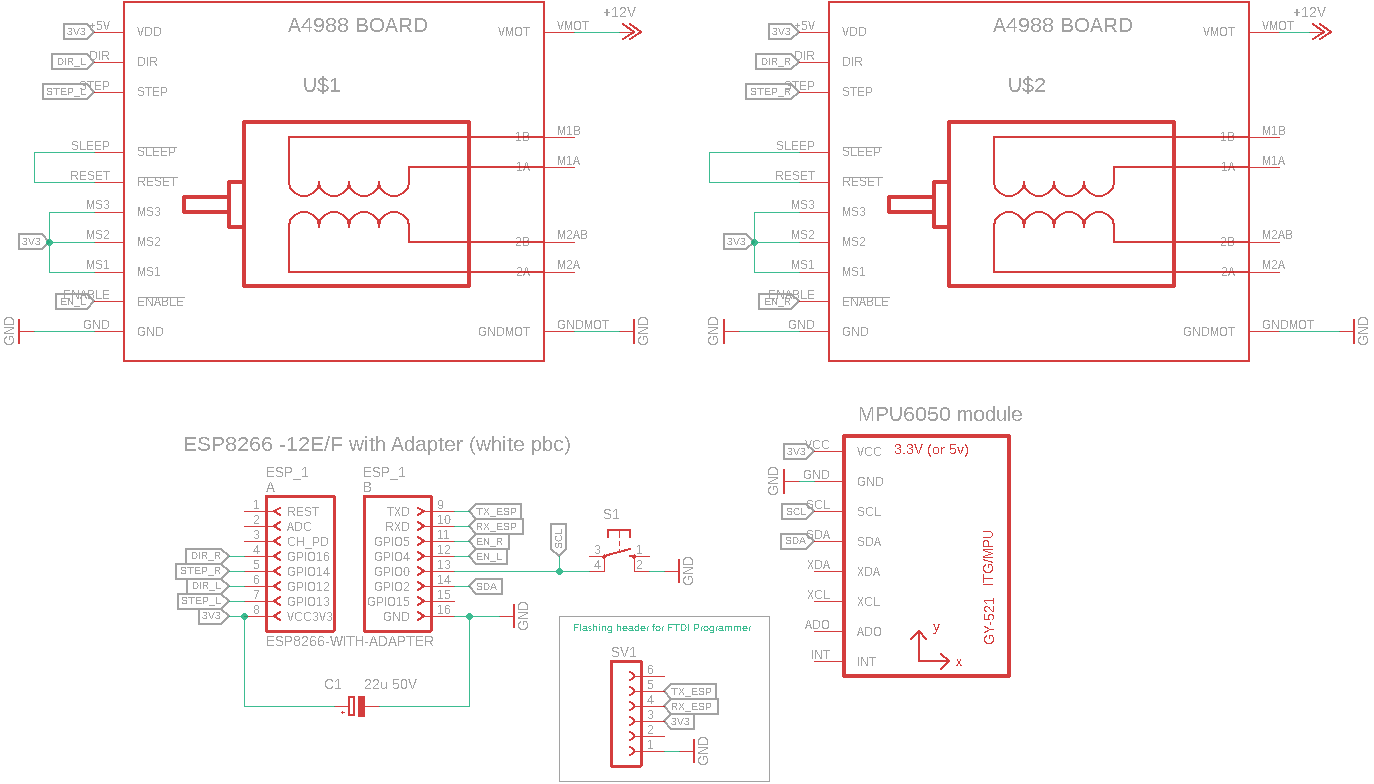 A4988 BOARD
U$1
+12V
3V3
+5V
VDD
VMOT
VMOT
DIR_L
DIR
DIR
STEP_L
STEP
STEP
SLEEP
SLEEP
RESET
RESET
MS3
MS3
3V3
MS2
MS2
MS1
MS1
EN_L
ENABLE
ENABLE
GND
GND
GND
1B
M1B
1A
M1A
2B
M2AB
2A
M2A
GNDMOT
GNDMOT
GND
A4988 BOARD
U$2
+12V
3V3
+5V
VDD
VMOT
VMOT
DIR_R
DIR
DIR
STEP_R
STEP
STEP
SLEEP
SLEEP
RESET
RESET
MS3
MS3
3V3
MS2
MS2
MS1
MS1
EN_R
ENABLE
ENABLE
GND
GND
GND
1B
M1B
1A
M1A
2B
M2AB
2A
M2A
GNDMOT
GNDMOT
GND
ESP8266 -12E/F with Adapter (white pbc)
ESP_1
A
1 REST
2 ADC
3 CH_PD
DIR_R 4 GPIO16
STEP_R 5 GPIO14
DIR_L 6 GPIO12
STEP_L 7 GPIO13
3V3 8 VCC3V3
ESP_1
B
TXD 9 TX_ESP
RXD 10 RX_ESP
GPIO5 11 EN_R
GPIO4 12 EN_L
GPIO0 13
GPIO2 14 SDA
GPIO15 15
GND 16 GND
ESP8266-WITH-ADAPTER
C1 22u 50V
+
SCL
S1
3 1
4 2
GND
Flashing header for FTDI Programmer
SV1
6
5 TX_ESP
4 RX_ESP
3 3V3
2
1 GND
MPU6050 module
3.3V (or 5v)
3V3 VCC VCC
GND GND GND
SCL SCL SCL
SDA SDA SDA
XDA XDA
XCL XCL
ADO ADO
INT INT
y
x
GY-521 ITG/MPU